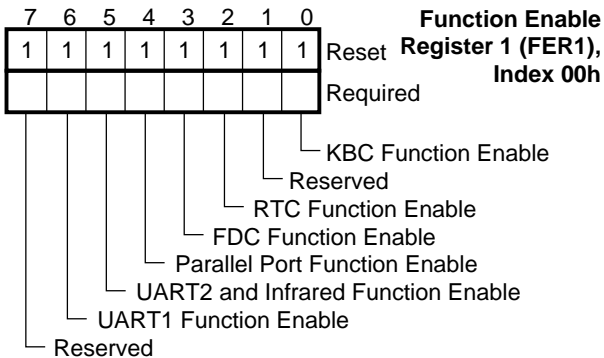 7 6 5 4 3 2 1 0
Function Enable
Register 1 (FER1),
Index 00h
1 1 1 1 1 1 1 1 Reset
Required
KBC Function Enable
Reserved
RTC Function Enable
FDC Function Enable
Parallel Port Function Enable
UART2 and Infrared Function Enable
UART1 Function Enable
Reserved